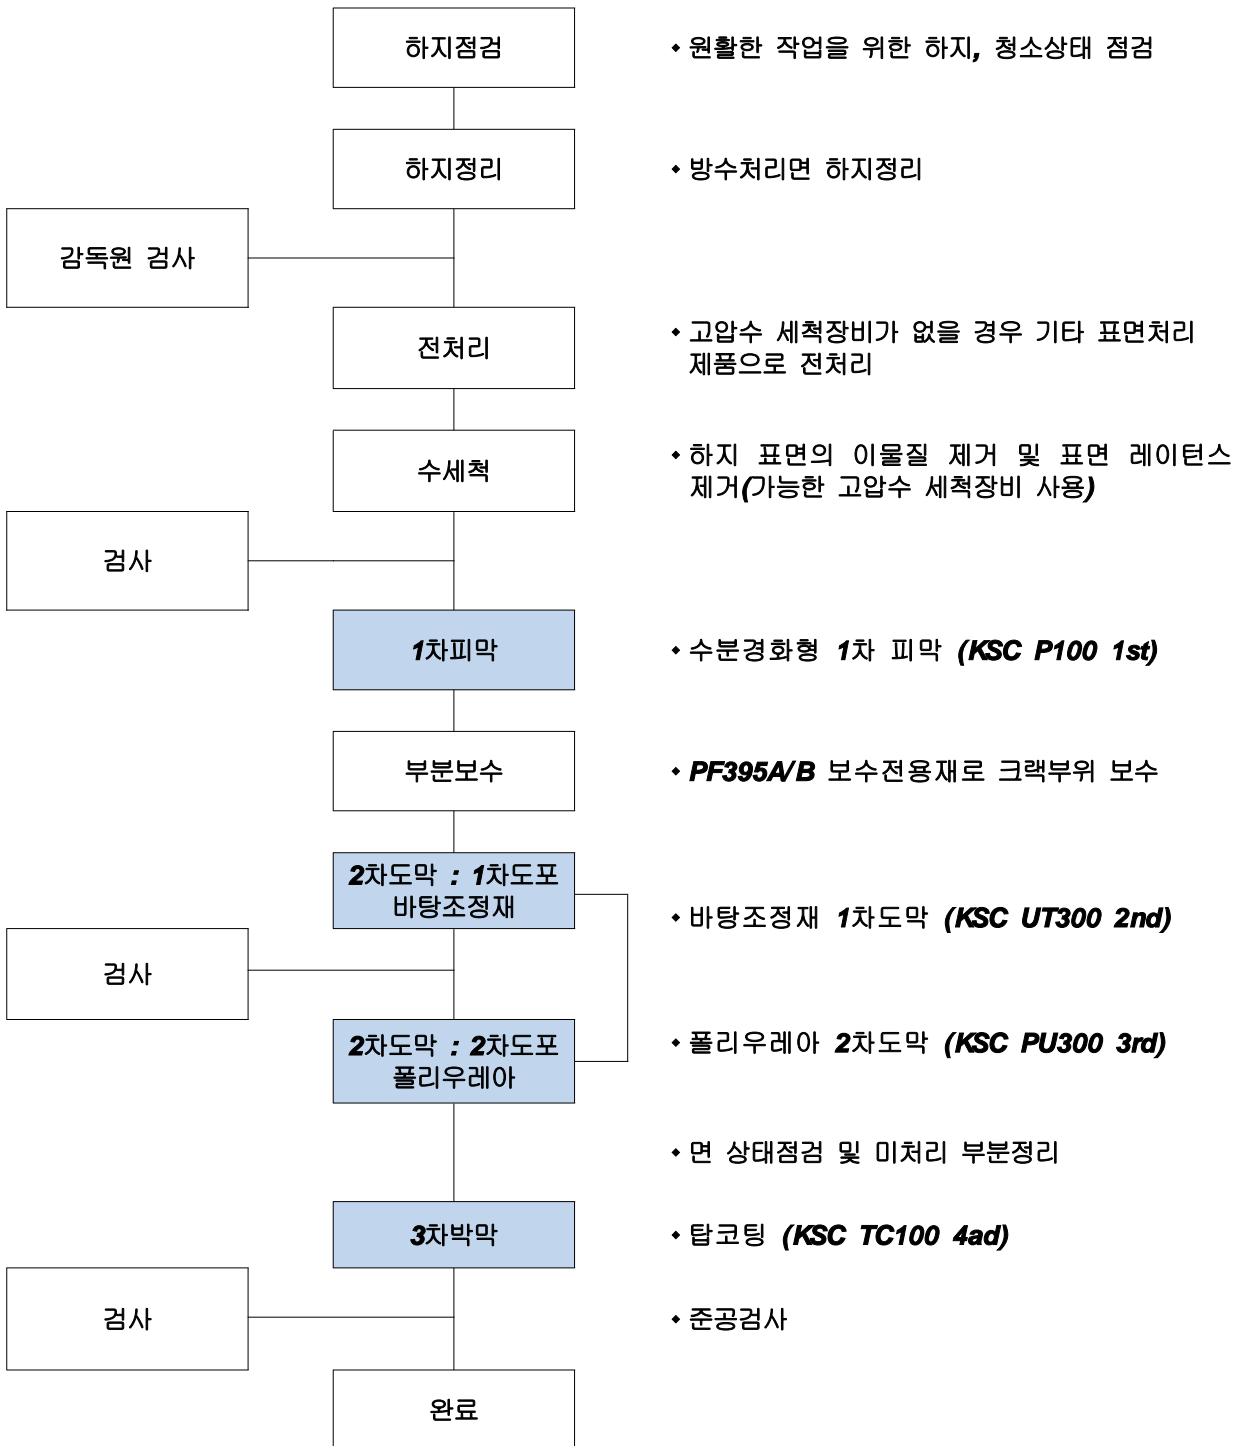 하지점검
◆ 원활한 작업을 위한 하지, 청소상태 점검
하지정리
◆ 방수처리면 하지정리
감독원 검사
전처리
◆ 고압수 세척장비가 없을 경우 기타 표면처리
제품으로 전처리
수세척
◆ 하지 표면의 이물질 제거 및 표면 레이턴스
제거(가능한 고압수 세척장비 사용)
검사
1차피막
◆ 수분경화형 1차 피막 (KSC P100 1st)
부분보수
◆ PF395A/B 보수전용재로 크랙부위 보수
2차도막 : 1차도포
바탕조정재
◆ 바탕조정재 1차도막 (KSC UT300 2nd)
검사
2차도막 : 2차도포
폴리우레아
◆ 폴리우레아 2차도막 (KSC PU300 3rd)
◆ 면 상태점검 및 미처리 부분정리
3차박막
◆ 탑코팅 (KSC TC100 4ad)
검사
◆ 준공검사
완료